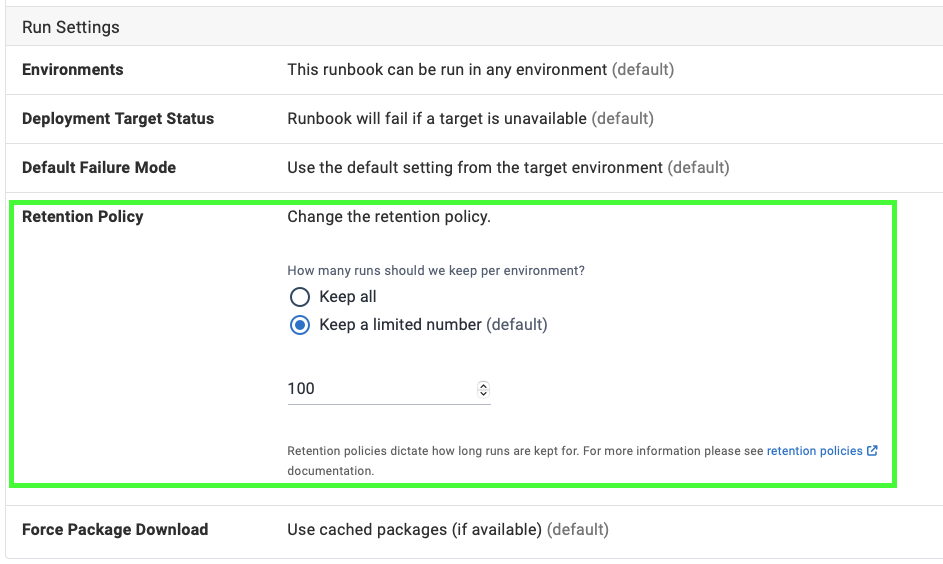 Run Settings
Environments This runbook can be run in any environment (default)
Deployment Target Status Runbook will fail if a target is unavailable (default)
Default Failure Mode Use the default setting from the target environment (default)
Retention Policy Change the retention policy.
How many runs should we keep per environment?
Keep all
Keep a limited number (default)
100
Retention policies dictate how long runs are kept for. For more information please see retention policies
documentation.
Force Package Download Use cached packages (if available) (default)